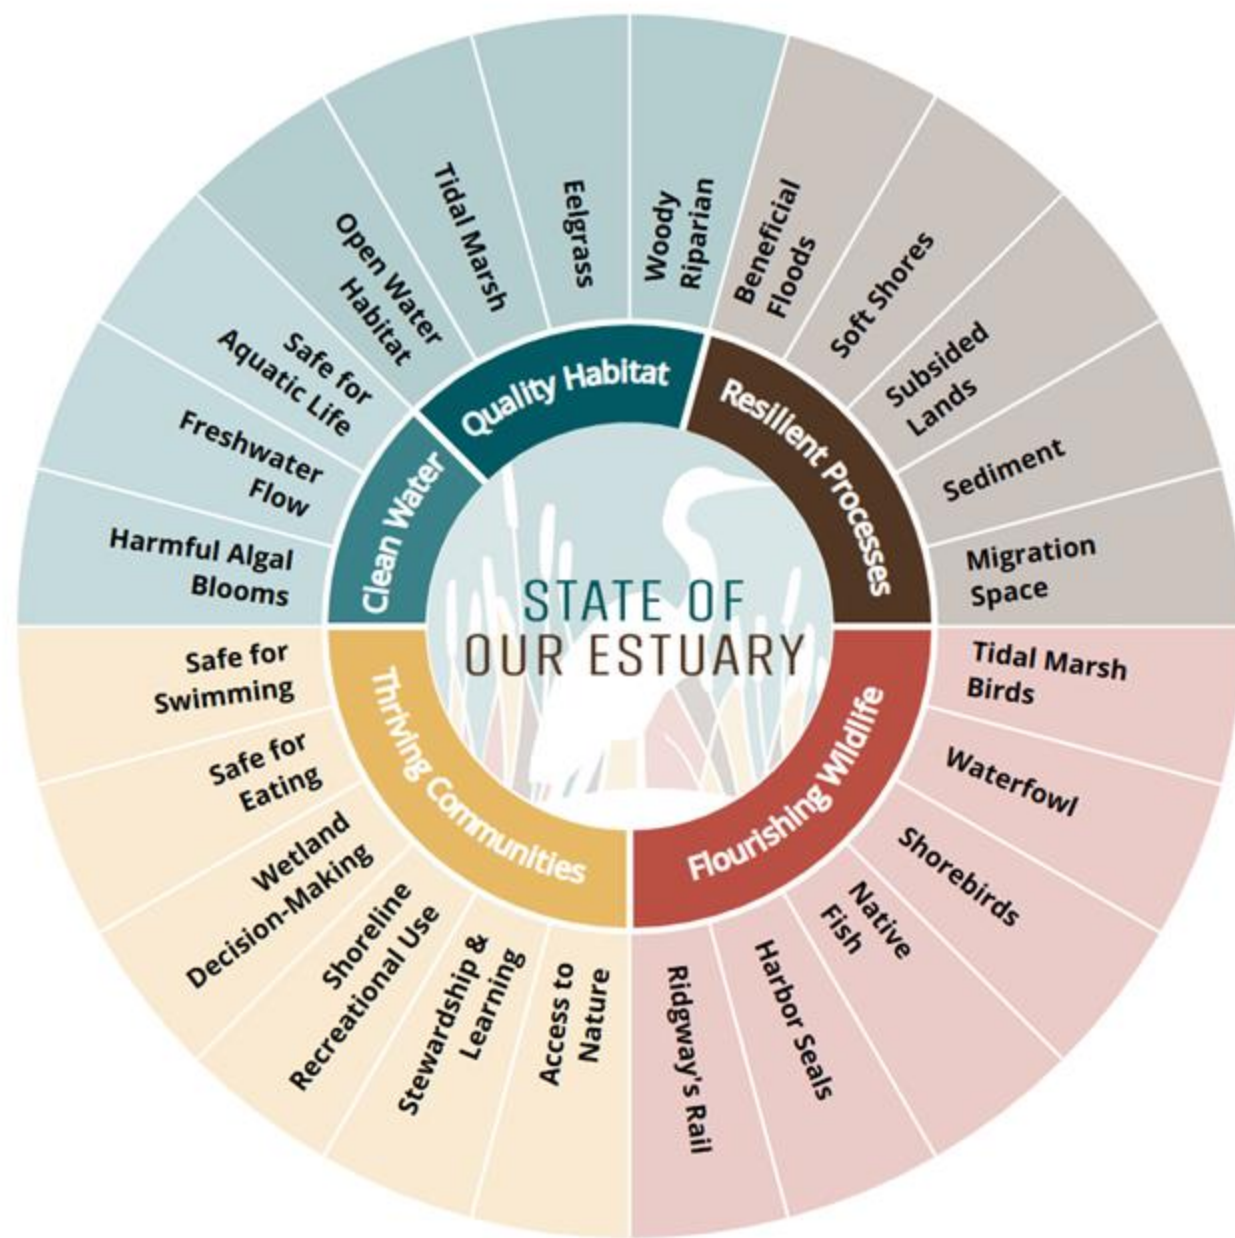 STATE OF
OUR ESTUARY
Quality Habitat
Open Water
Habitat
Tidal Marsh
Eelgrass
Woody
Riparian
Resilient Processes
Beneficial
Floods
Soft Shores
Subsided
Lands
Sediment
Migration
Space
Flourishing Wildlife
Tidal Marsh
Birds
Waterfowl
Shorebirds
Native
Fish
Harbor Seals
Ridgway's Rail
Thriving Communities
Access to
Nature
Stewardship &
Learning
Shoreline
Recreational Use
Wetland
Decision-Making
Safe for
Eating
Safe for
Swimming
Clean Water
Harmful Algal
Blooms
Freshwater
Flow
Safe for
Aquatic Life